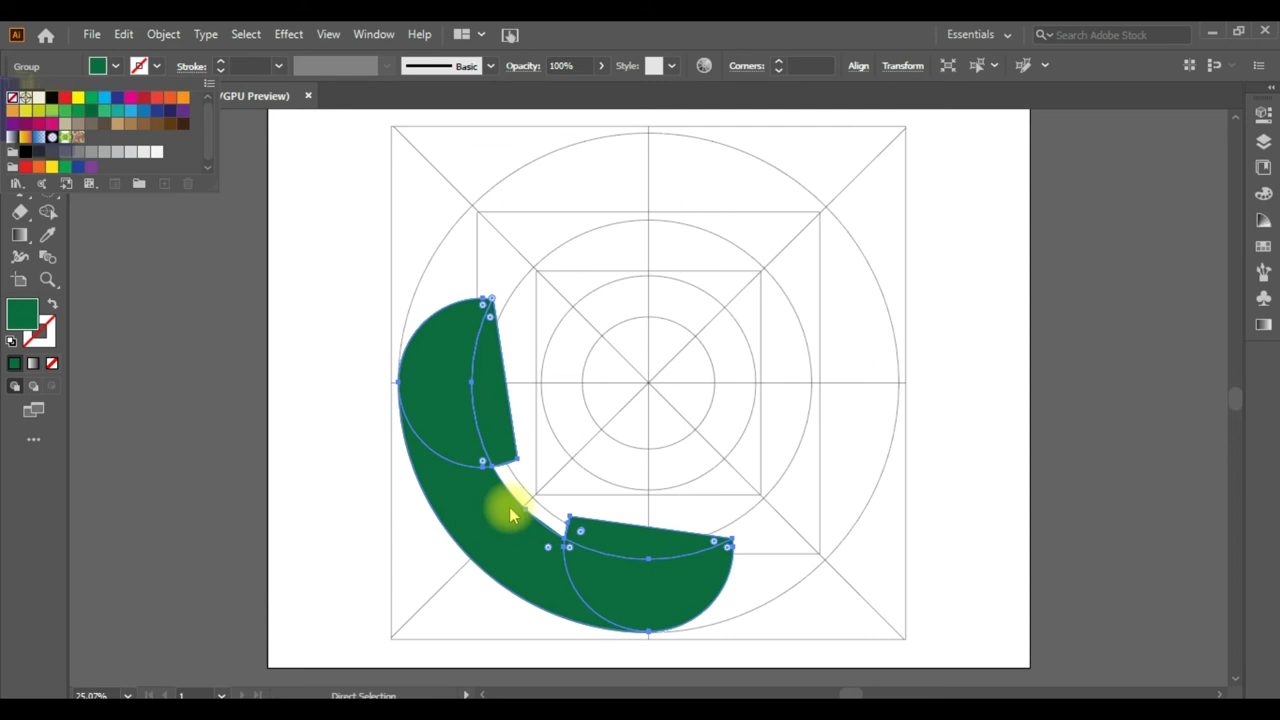 Ai File Edit Object Type Select Effect View Window Help Essentials Search Adobe Stock
Group Stroke: Basic Opacity: 100% Style: Corners: Align Transform
/GPU Preview) ×
25.07% 1 Direct Selection